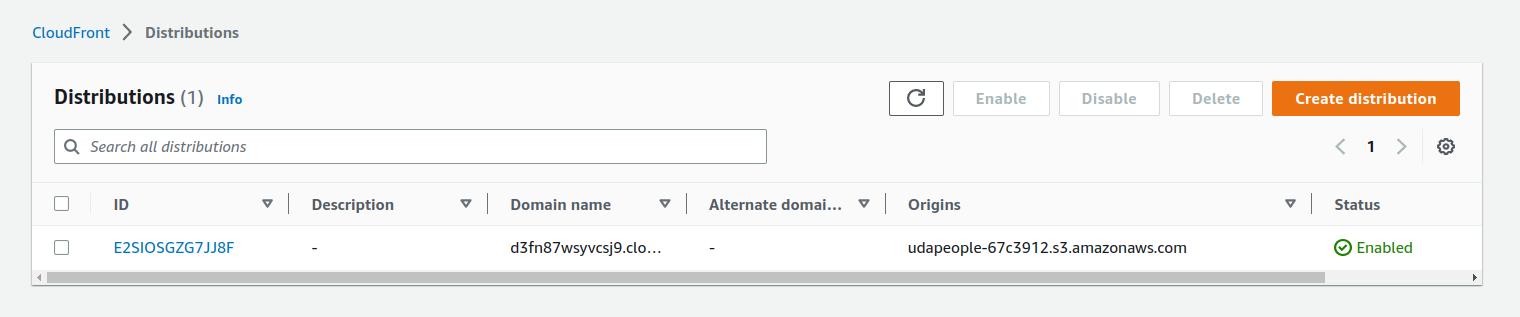 CloudFront > Distributions
Distributions (1) Info
Enable Disable Delete Create distribution
Search all distributions
1
ID Description Domain name Alternate domai... Origins Status
E2SIOSGZG7JJ8F - d3fn87wsyvcsj9.clo... - udapeople-67c3912.s3.amazonaws.com Enabled